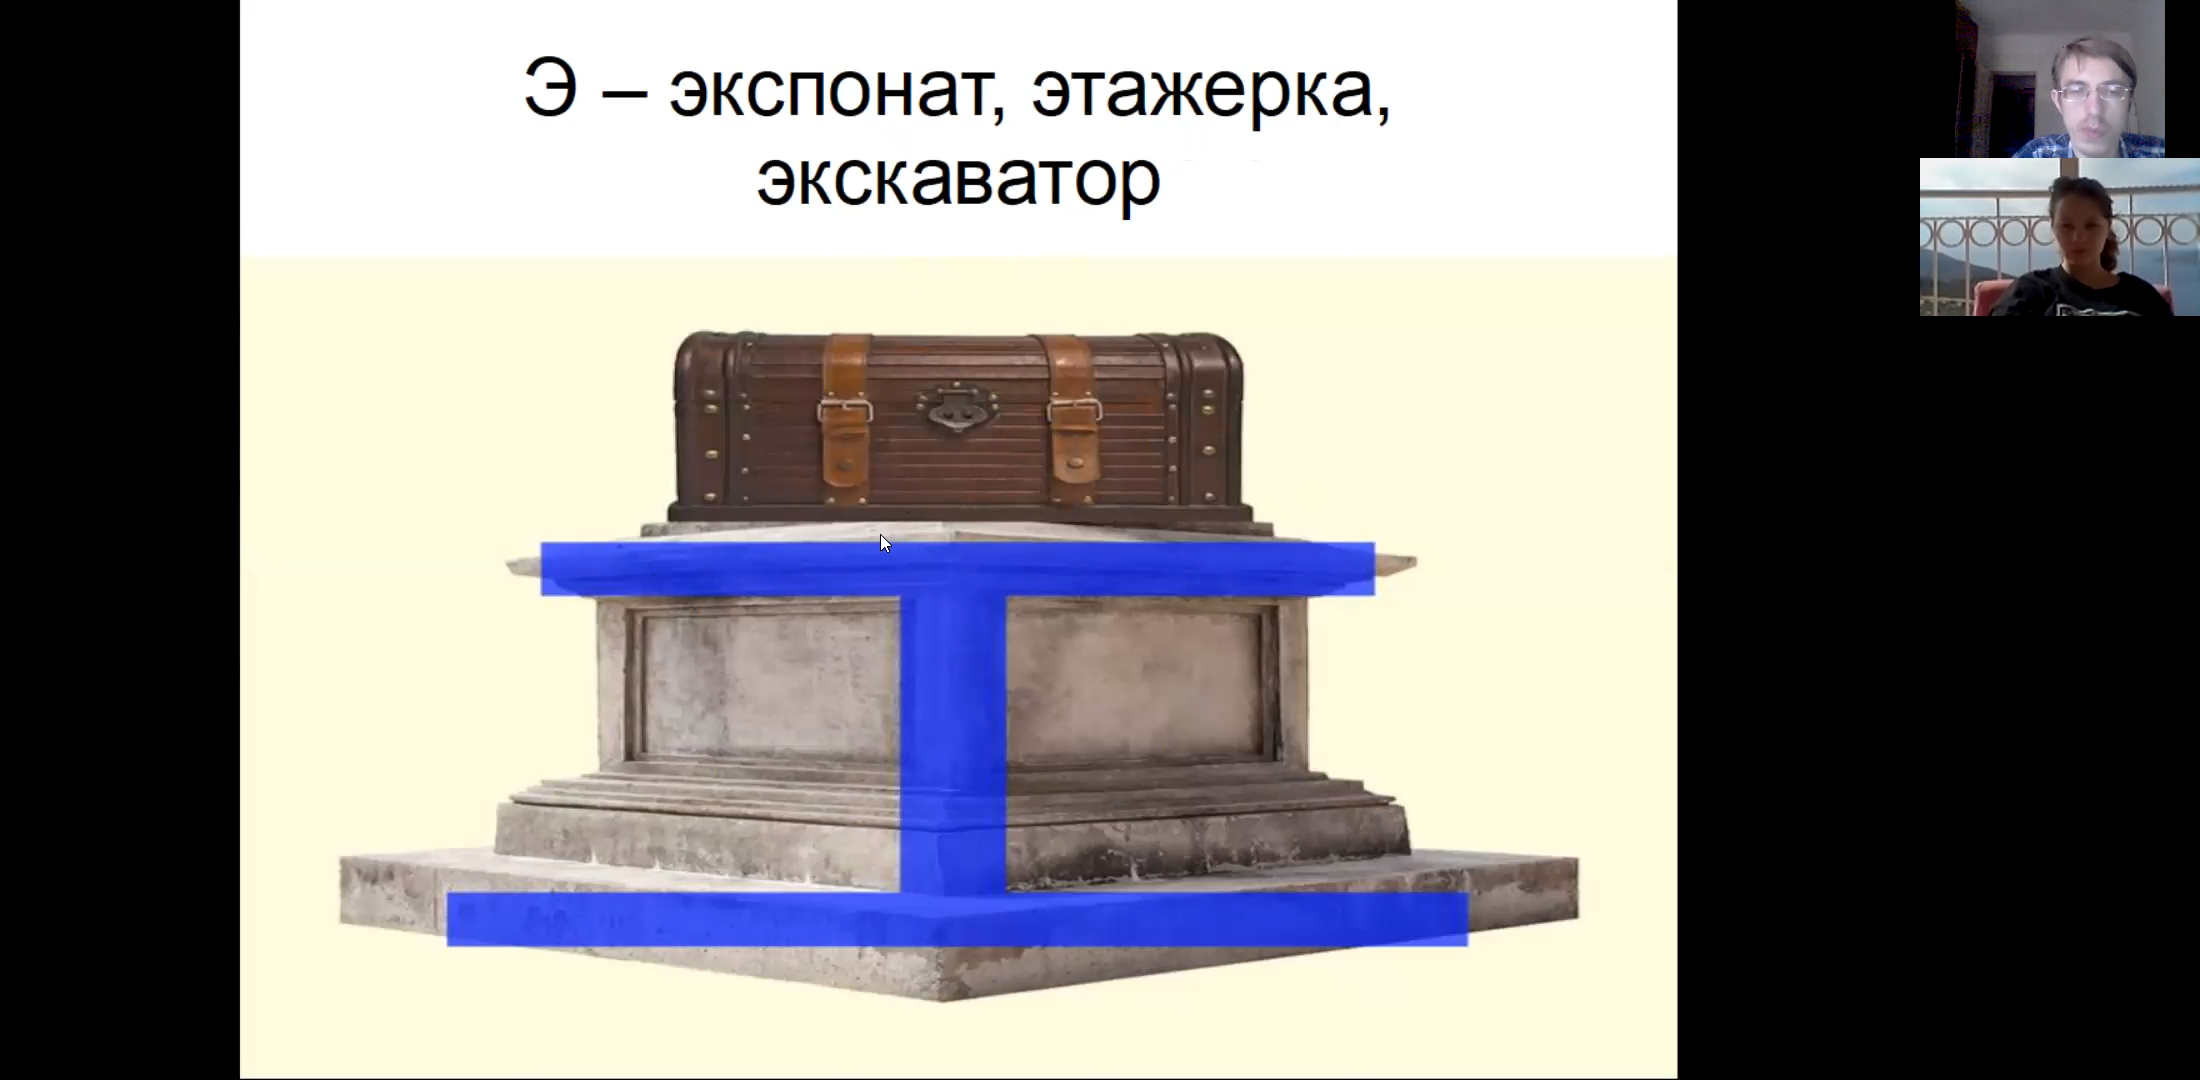 Э – экспонат, этажерка,
экскаватор